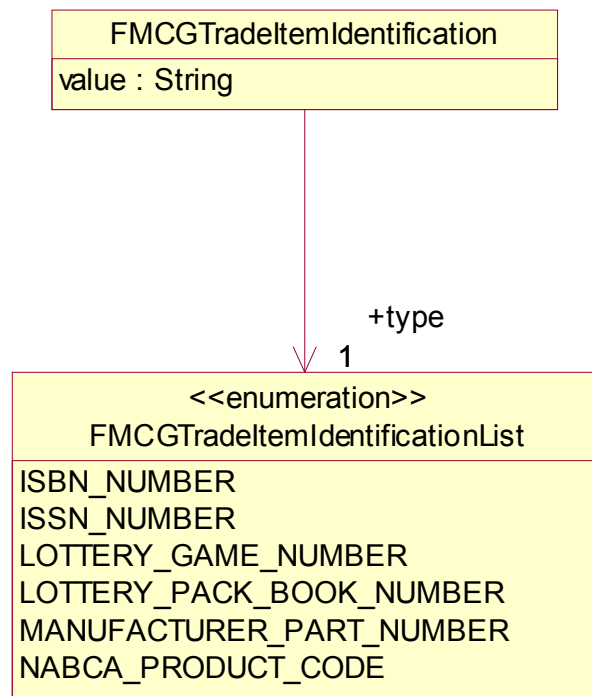 FMCGTradeItemIdentification
value : String
+type
1
<<enumeration>>
FMCGTradeItemIdentificationList
ISBN_NUMBER
ISSN_NUMBER
LOTTERY_GAME_NUMBER
LOTTERY_PACK_BOOK_NUMBER
MANUFACTURER_PART_NUMBER
NABCA_PRODUCT_CODE